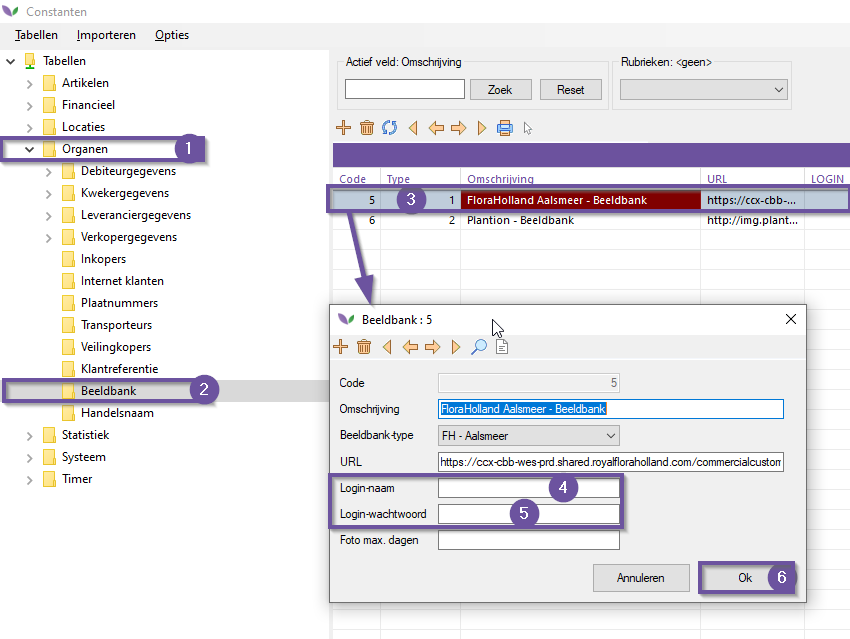 Constanten
Tabellen Importeren Opties
Tabellen
Artikelen
Financieel
Locaties
Organen 1
Debiteurgegevens
Kwekergegevens
Leveranciergegevens
Verkopergegevens
Inkopers
Internet klanten
Plaatnummers
Transporteurs
Veilingkopers
Klantreferentie
Beeldbank 2
Handelsnaam
Statistiek
Systeem
Timer
Actief veld: Omschrijving
Zoek Reset
Rubrieken: <geen>
Code Type Omschrijving URL LOGIN
5 3 1 FloraHolland Aalsmeer - Beeldbank https://ccx-cbb-...
6 2 Plantion - Beeldbank http://img.plant...
Beeldbank : 5
Code 5
Omschrijving FloraHolland Aalsmeer - Beeldbank
Beeldbank-type FH - Aalsmeer
URL https://ccx-cbb-wes-prd.shared.royalfloraholland.com/commercialcustom
Login-naam 4
Login-wachtwoord 5
Foto max. dagen
Annuleren Ok 6